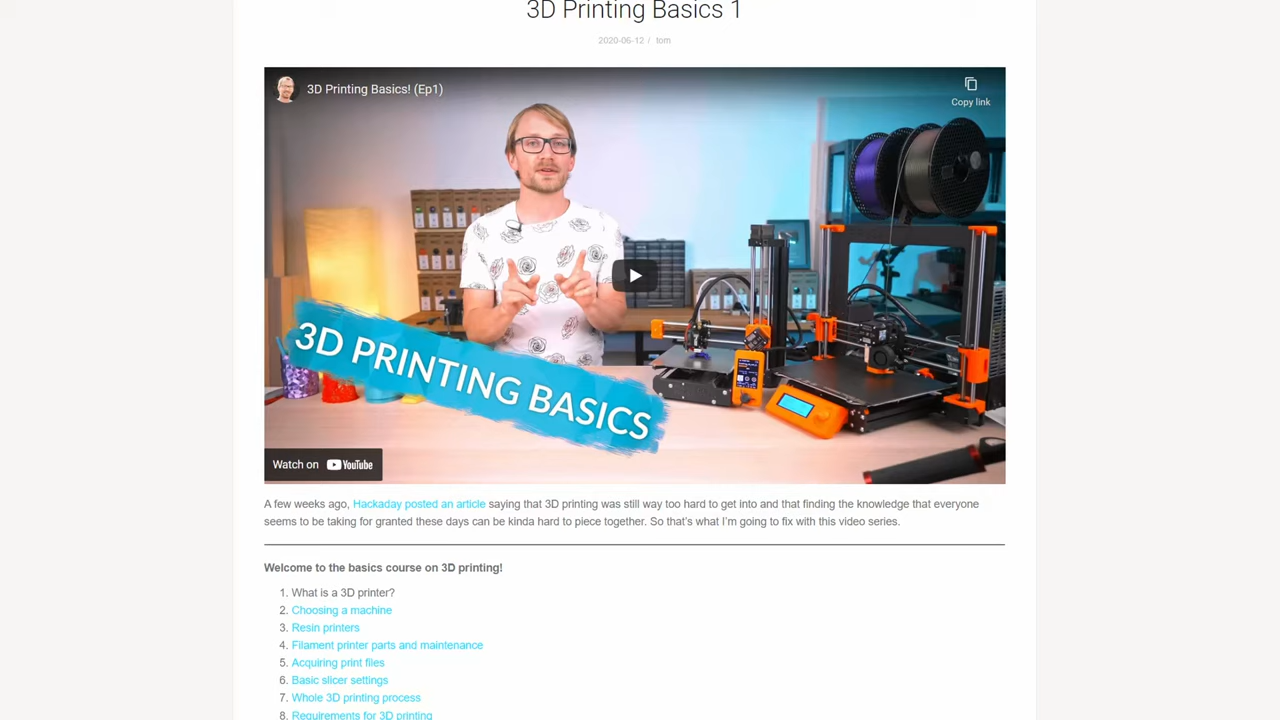 3D Printing Basics 1
2020-06-12 / tom
3D Printing Basics! (Ep1)
Copy link
3D PRINTING BASICS
Watch on YouTube
A few weeks ago, Hackaday posted an article saying that 3D printing was still way too hard to get into and that finding the knowledge that everyone
seems to be taking for granted these days can be kinda hard to piece together. So that's what I'm going to fix with this video series.
Welcome to the basics course on 3D printing!
1. What is a 3D printer?
2. Choosing a machine
3. Resin printers
4. Filament printer parts and maintenance
5. Acquiring print files
6. Basic slicer settings
7. Whole 3D printing process
8. Requirements for 3D printing